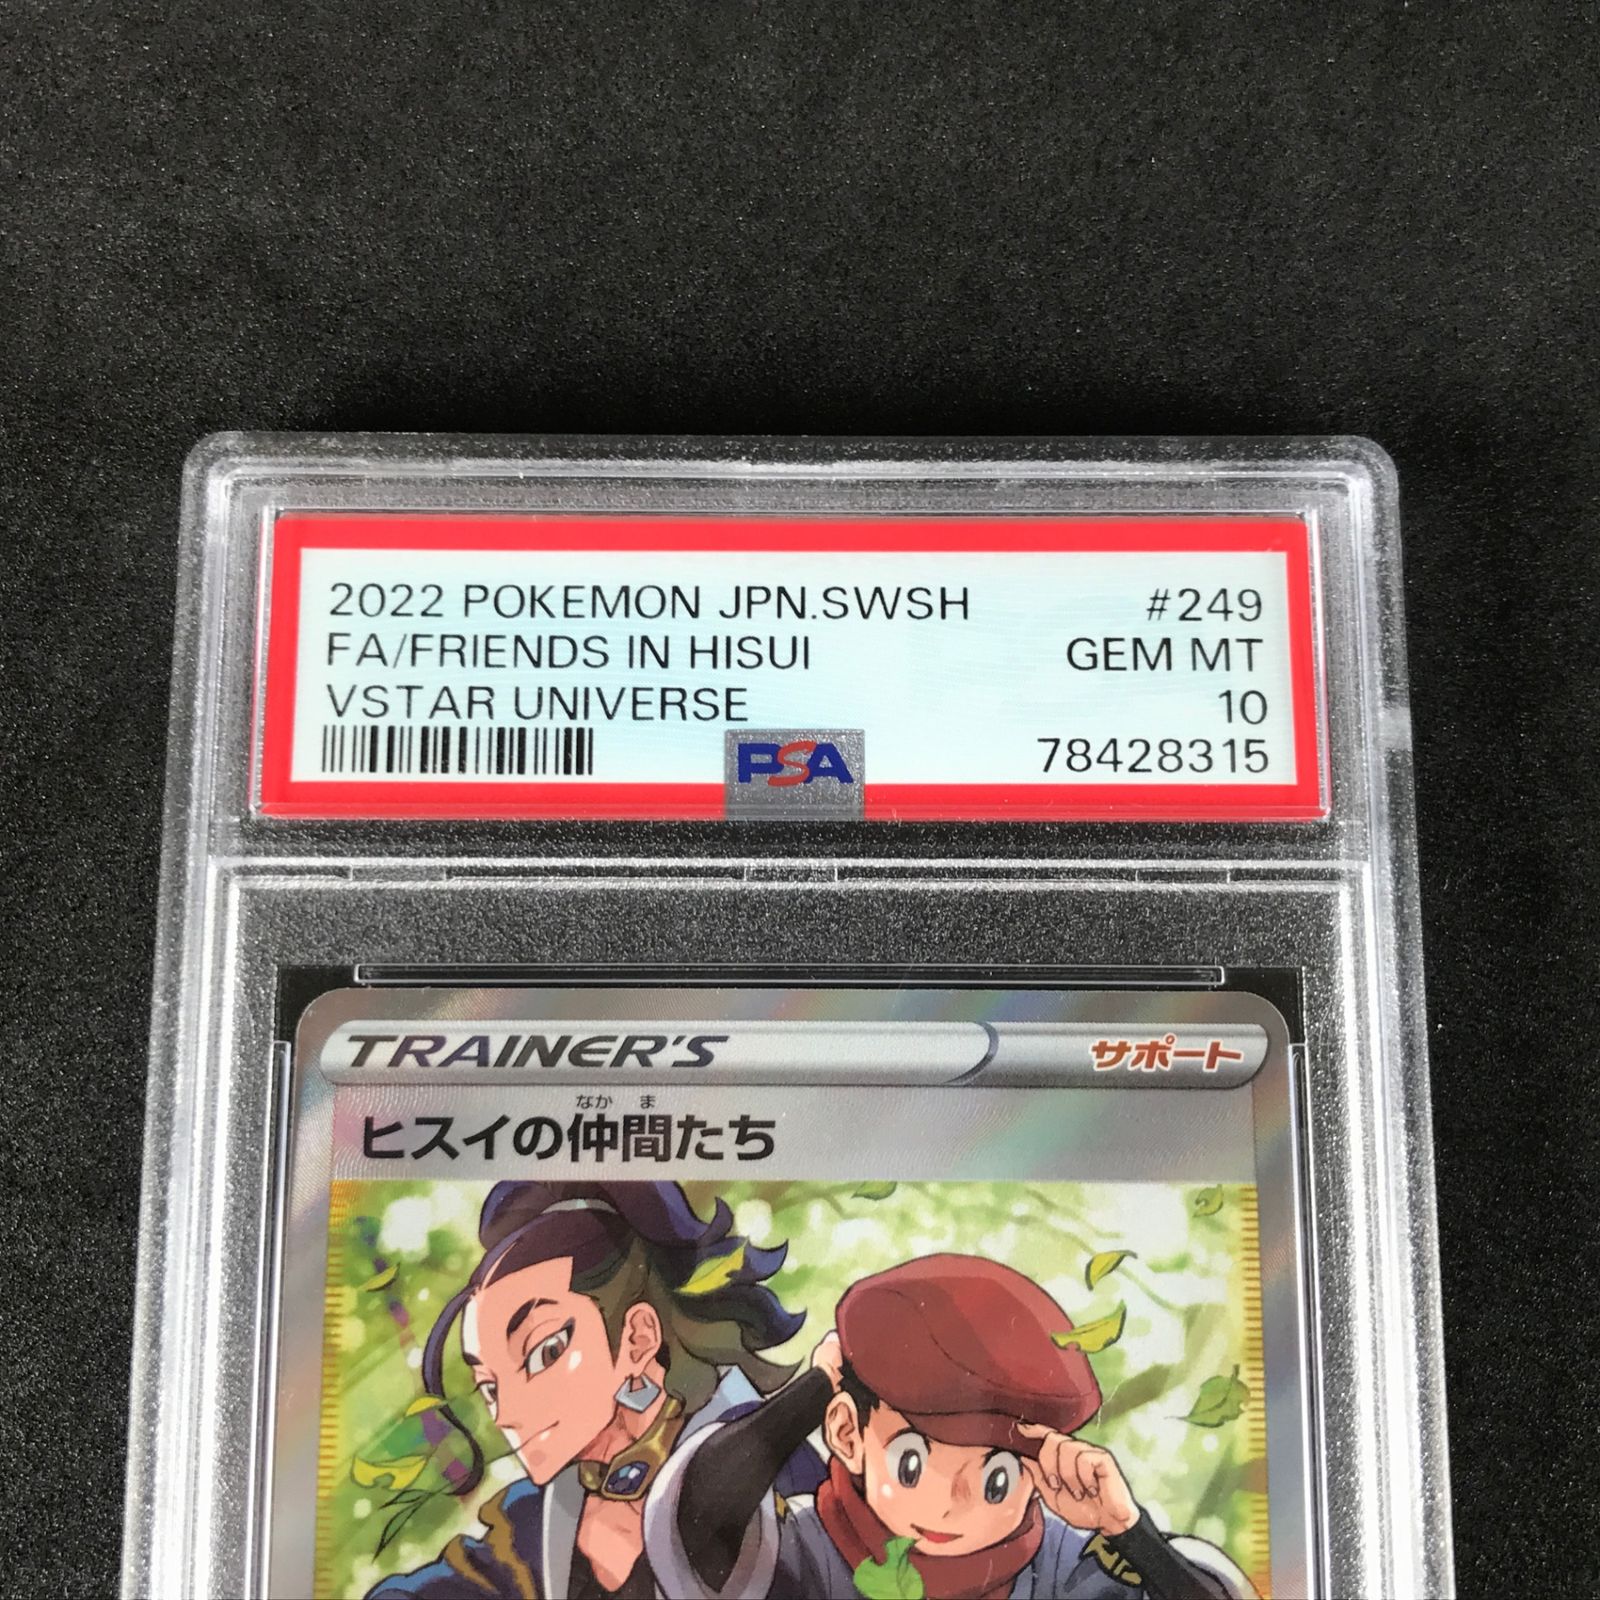 2022 POKEMON JPN.SWSH #249
FA/FRIENDS IN HISUI GEM MT
VSTAR UNIVERSE 10
PSA 78428315
TRAINER'S サポート
なか ま
ヒスイの仲間たち